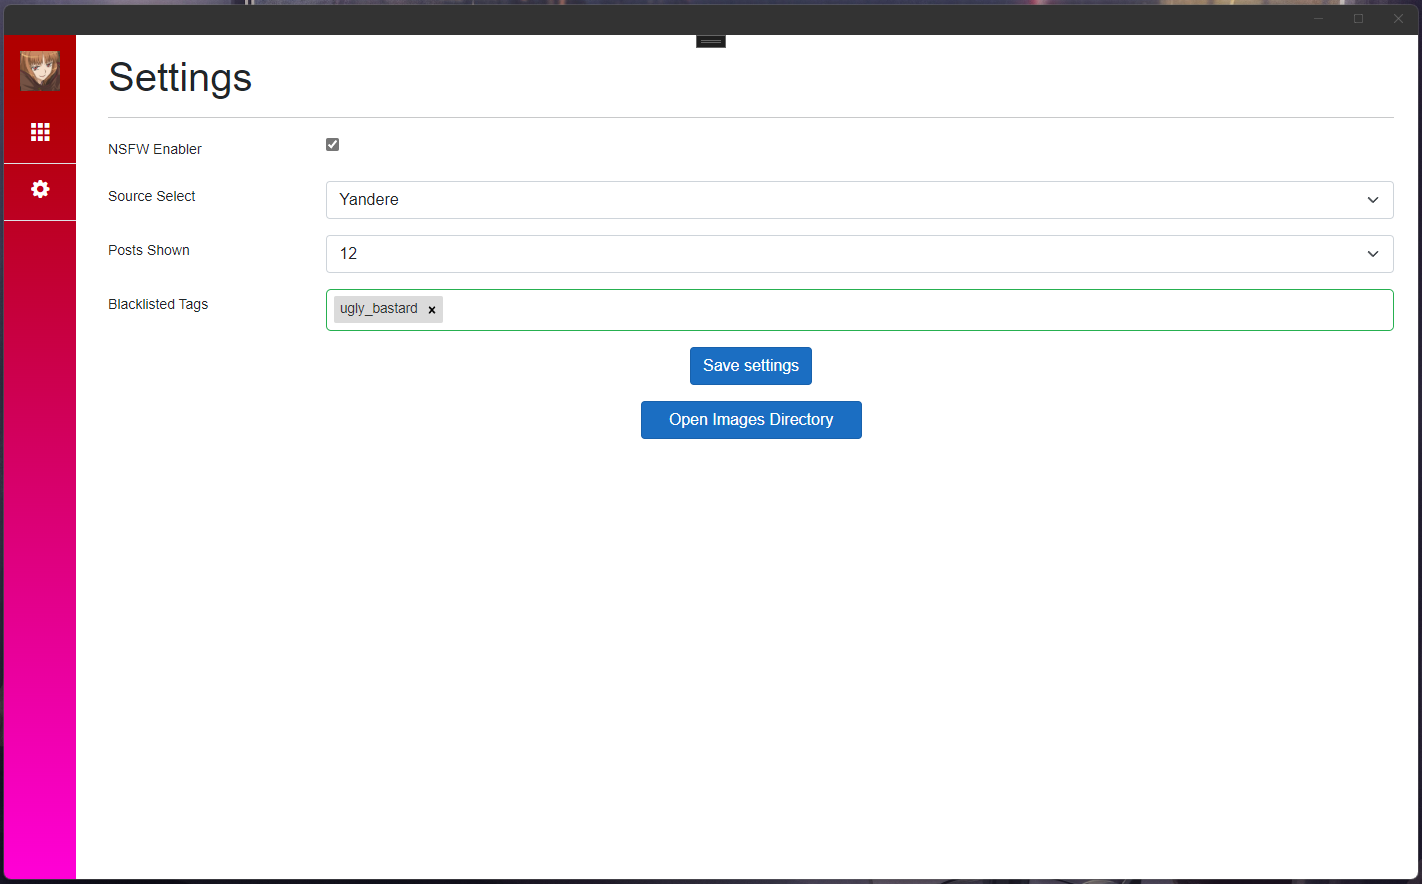 Settings
NSFW Enabler
Source Select
Yandere
Posts Shown
12
Blacklisted Tags
ugly_bastard
Save settings
Open Images Directory